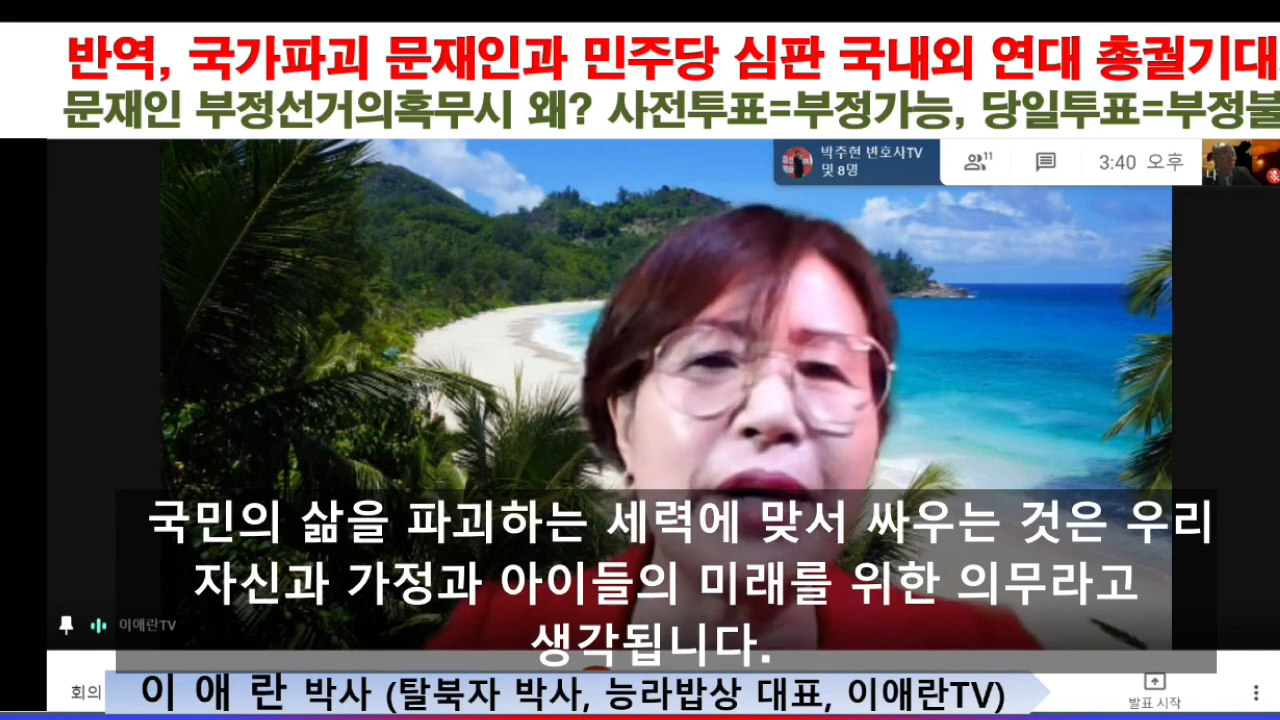 반역, 국가파괴 문재인과 민주당 심판 국내외 연대 총궐기대
문재인 부정선거의혹무시 왜? 사전투표=부정가능, 당일투표=부정불
박주현 변호사TV
및 8명
11
3:40 오후
나
국민의 삶을 파괴하는 세력에 맞서 싸우는 것은 우리
자신과 가정과 아이들의 미래를 위한 의무라고
생각됩니다.
이애란TV
회의
이 애 란 박사 (탈북자 박사, 능라밥상 대표, 이애란TV)
발표 시작